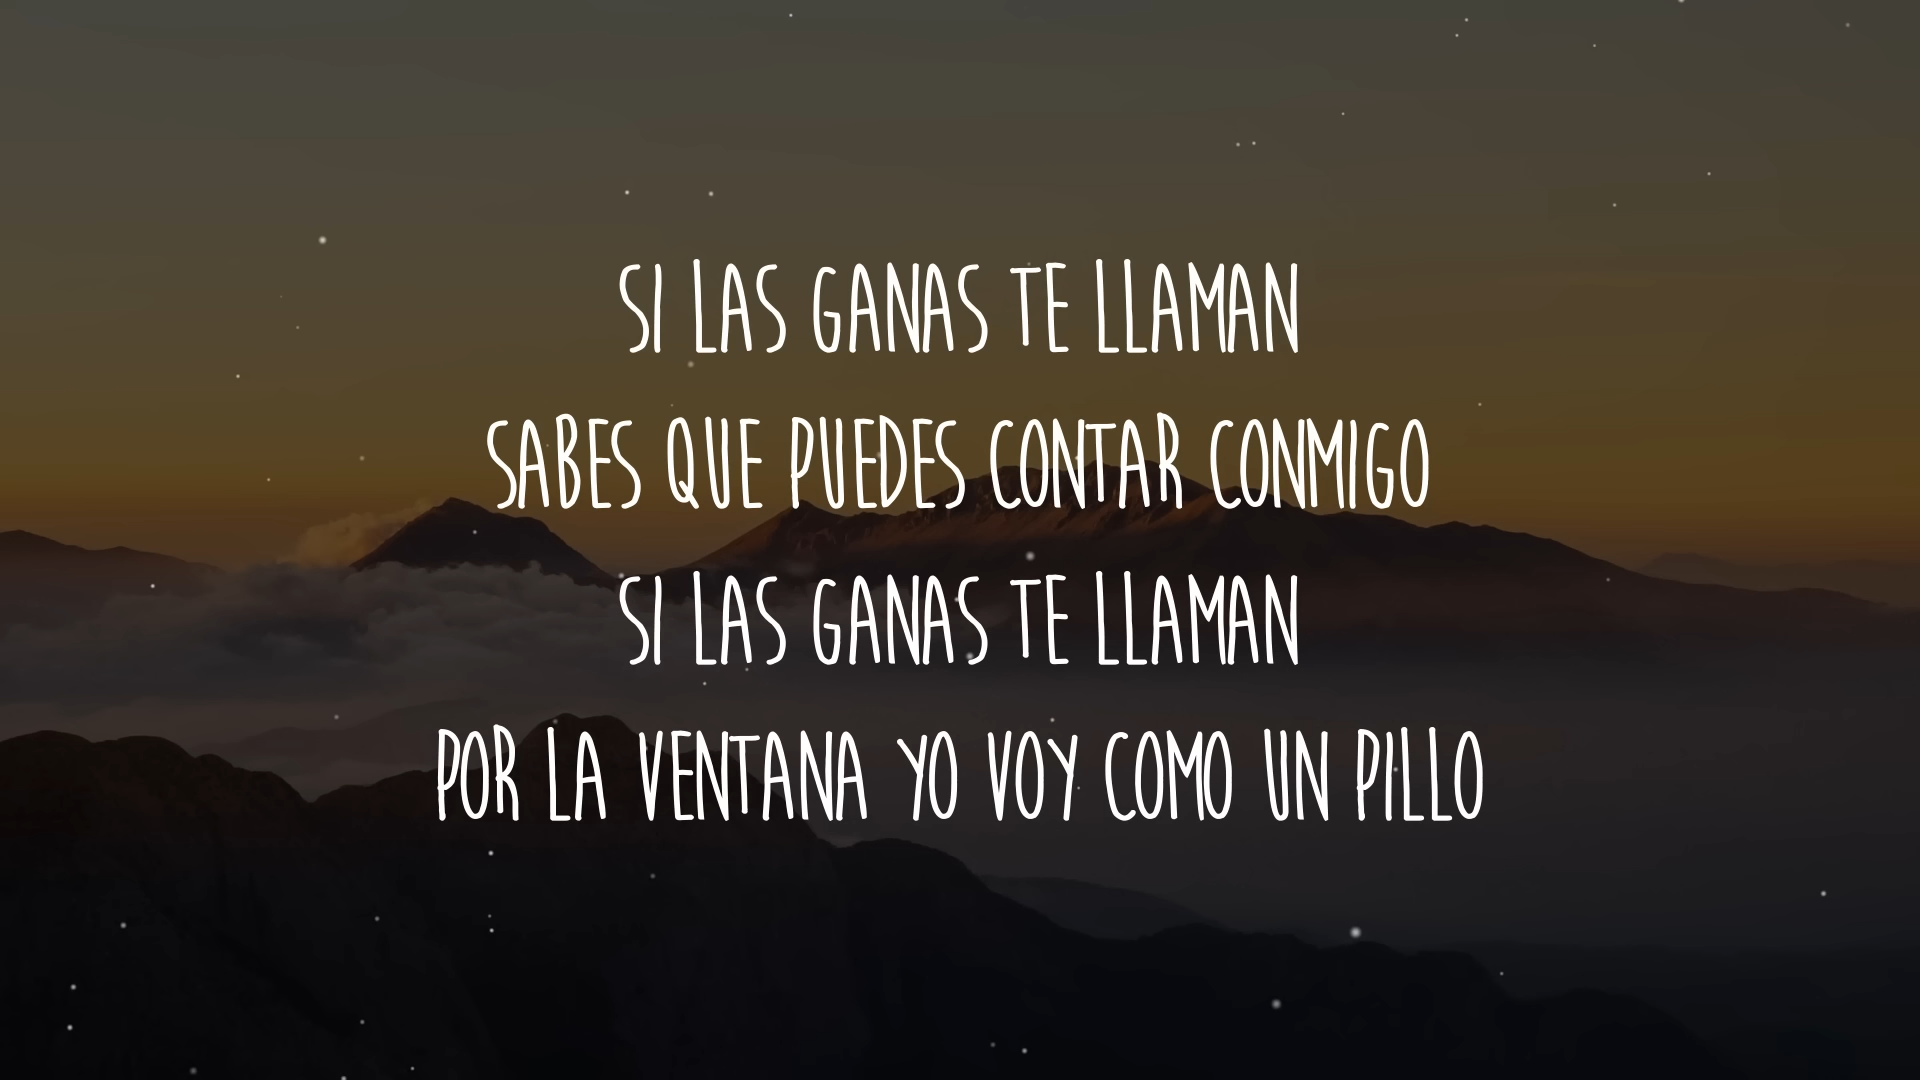 SI LAS GANAS TE LLAMAN
SABES QUE PUEDES CONTAR CONMIGO
SI LAS GANAS TE LLAMAN
POR LA VENTANA YO VOY COMO UN PILLO